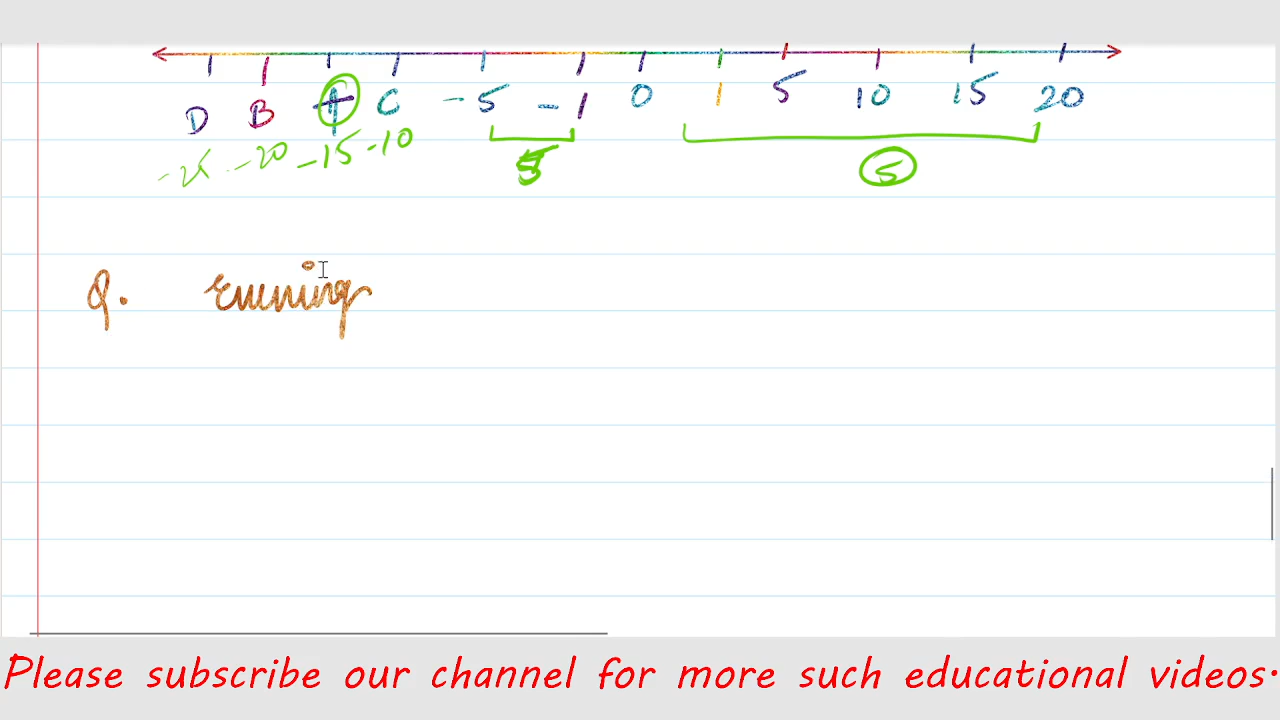 D B A C -5 -1 0 1 5 10 15 20
-25 -20 -15 -10
5 5
Q. Evening
Please subscribe our channel for more such educational videos.